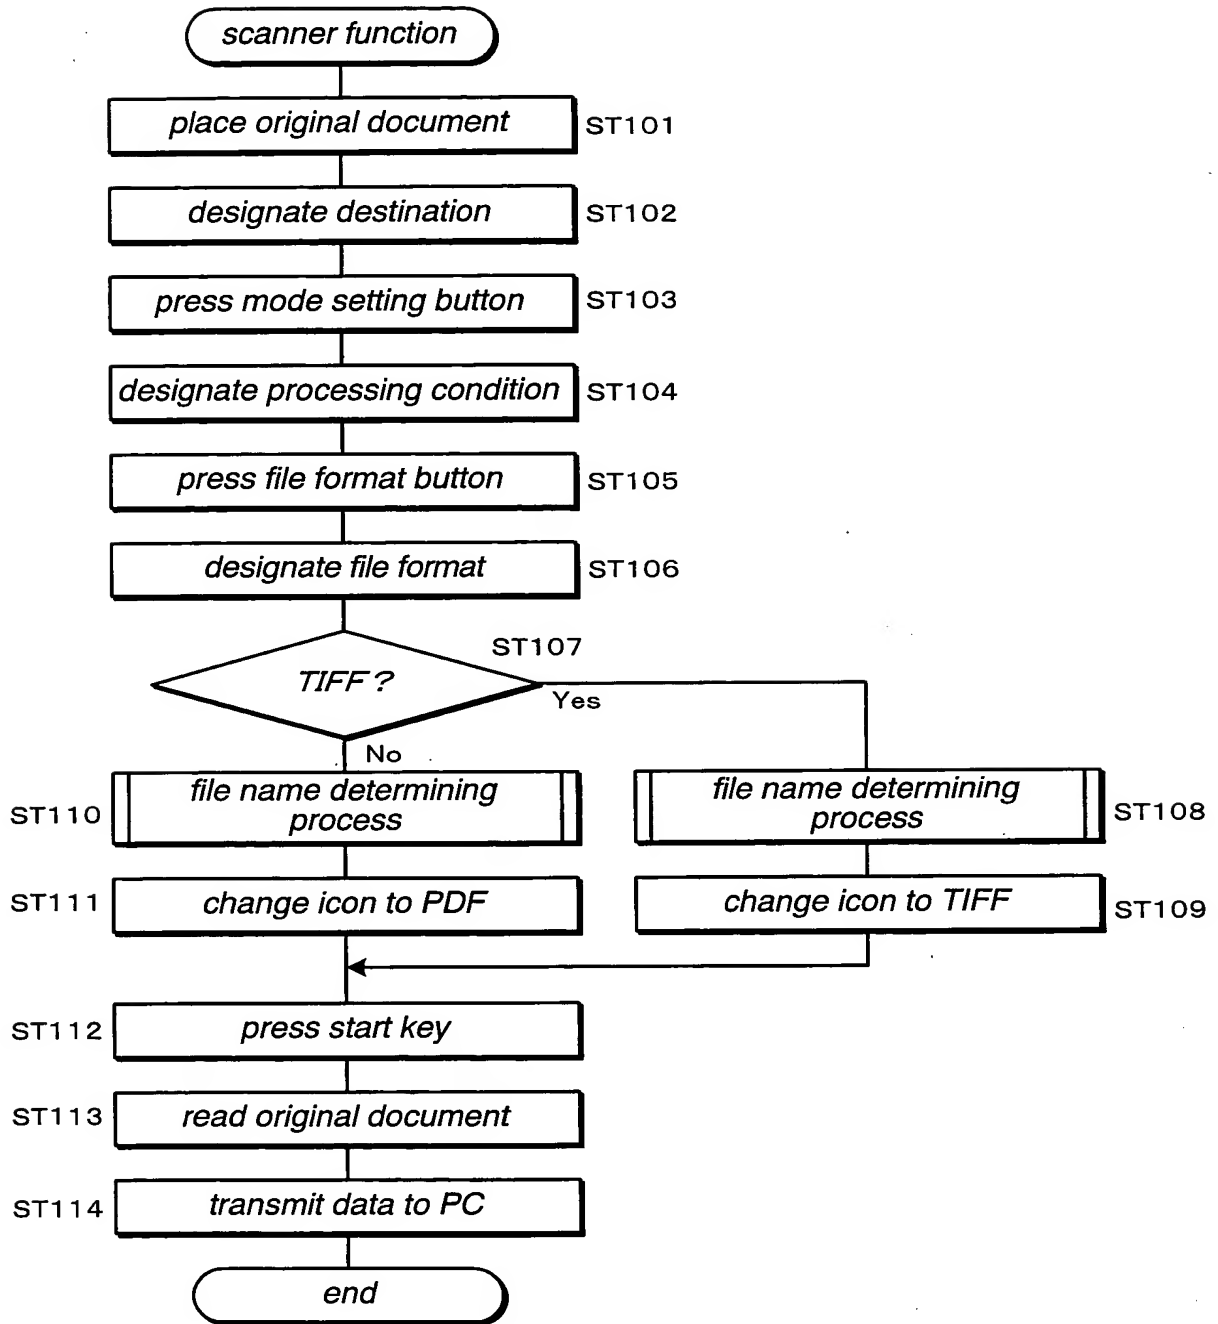 scanner function
place original document ST101
designate destination ST102
press mode setting button ST103
designate processing condition ST104
press file format button ST105
designate file format ST106
ST107
TIFF?
Yes
No
ST110 file name determining
process
file name determining
process ST108
ST111 change icon to PDF
change icon to TIFF ST109
ST112 press start key
ST113 read original document
ST114 transmit data to PC
end